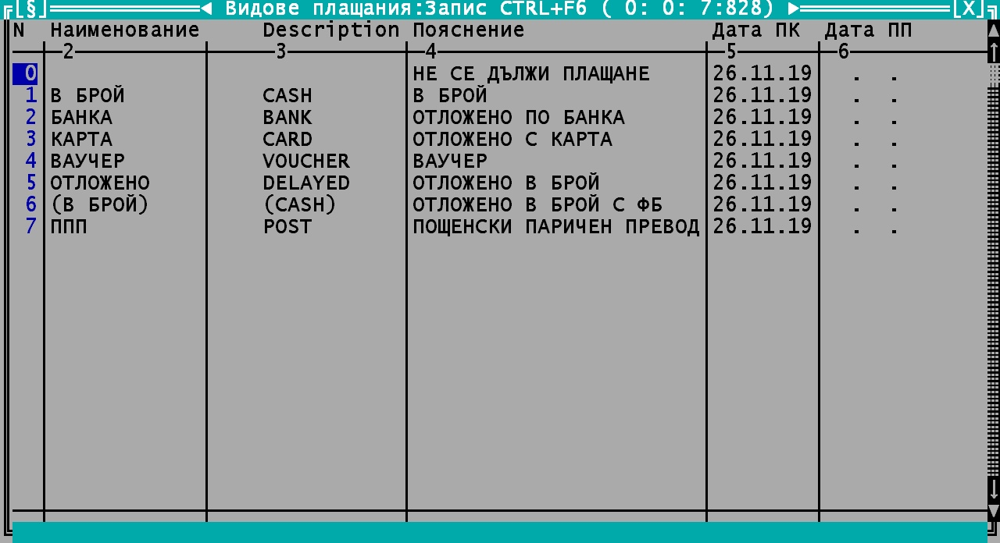 [§] Видове плащания:Запис CTRL+F6 ( 0: 0: 7:828) [X]
N Наименование Description Пояснение Дата ПК Дата ПП
2 3 4 5 6
0 НЕ СЕ ДЪЛЖИ ПЛАЩАНЕ 26.11.19 . .
1 В БРОЙ CASH В БРОЙ 26.11.19 . .
2 БАНКА BANK ОТЛОЖЕНО ПО БАНКА 26.11.19 . .
3 КАРТА CARD ОТЛОЖЕНО С КАРТА 26.11.19 . .
4 ВАУЧЕР VOUCHER ВАУЧЕР 26.11.19 . .
5 ОТЛОЖЕНО DELAYED ОТЛОЖЕНО В БРОЙ 26.11.19 . .
6 (В БРОЙ) (CASH) ОТЛОЖЕНО В БРОЙ С ФБ 26.11.19 . .
7 ППП POST ПОЩЕНСКИ ПАРИЧЕН ПРЕВОД 26.11.19 . .